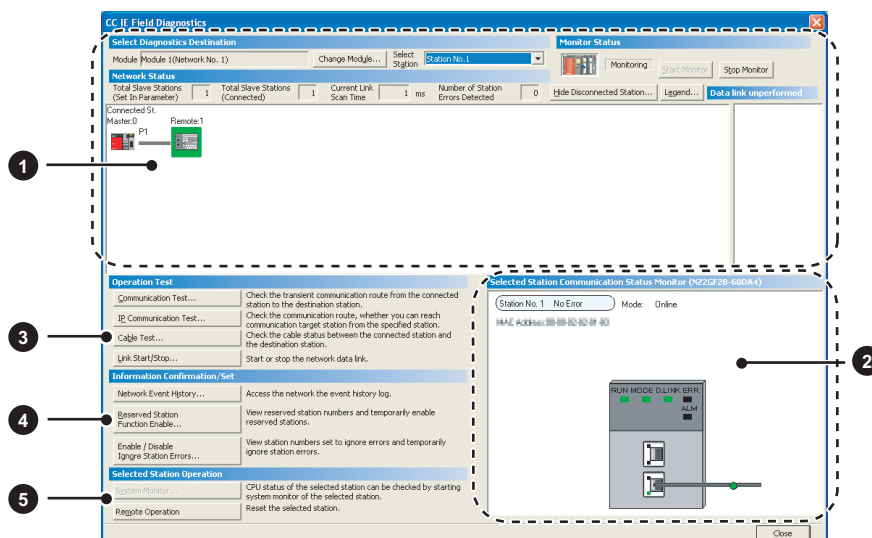 CC IE Field Diagnostics
Select Diagnostics Destination
Monitor Status
Module Module 1(Network No. 1)
Change Module...
Select Station
Station No.1
Monitoring
Start Monitor
Stop Monitor
Network Status
Total Slave Stations (Set In Parameter) 1
Total Slave Stations (Connected) 1
Current Link Scan Time 1 ms
Number of Station Errors Detected 0
Hide Disconnected Station...
Legend...
Data link unperformed
Connected St.
Master:0 Remote:1
P1
1
Operation Test
Communication Test...
Check the transient communication route from the connected
station to the destination station.
IP Communication Test...
Check the communication route, whether you can reach
communication target station from the specified station.
3
Cable Test...
Check the cable status between the connected station and
the destination station.
Link Start/Stop...
Start or stop the network data link.
Information Confirmation/Set
Network Event History...
Access the network the event history log.
4
Reserved Station
Function Enable...
View reserved station numbers and temporarily enable
reserved stations.
Enable / Disable
Ignore Station Errors...
View station numbers set to ignore errors and temporarily
ignore station errors.
Selected Station Operation
5
System Monitor...
CPU status of the selected station can be checked by starting
system monitor of the selected station.
Remote Operation
Reset the selected station.
Selected Station Communication Status Monitor (NZ2GF2B-60DA4)
Station No. 1 No Error
Mode: Online
MAC Address:
2
RUN MODE D.LINK ERR.
ALM
Close